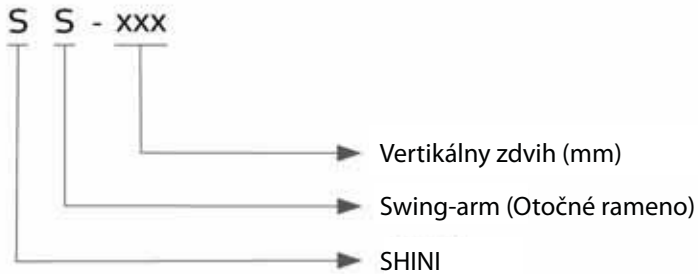 S S - xxx
Vertikálny zdvih (mm)
Swing-arm (Otočné rameno)
SHINI